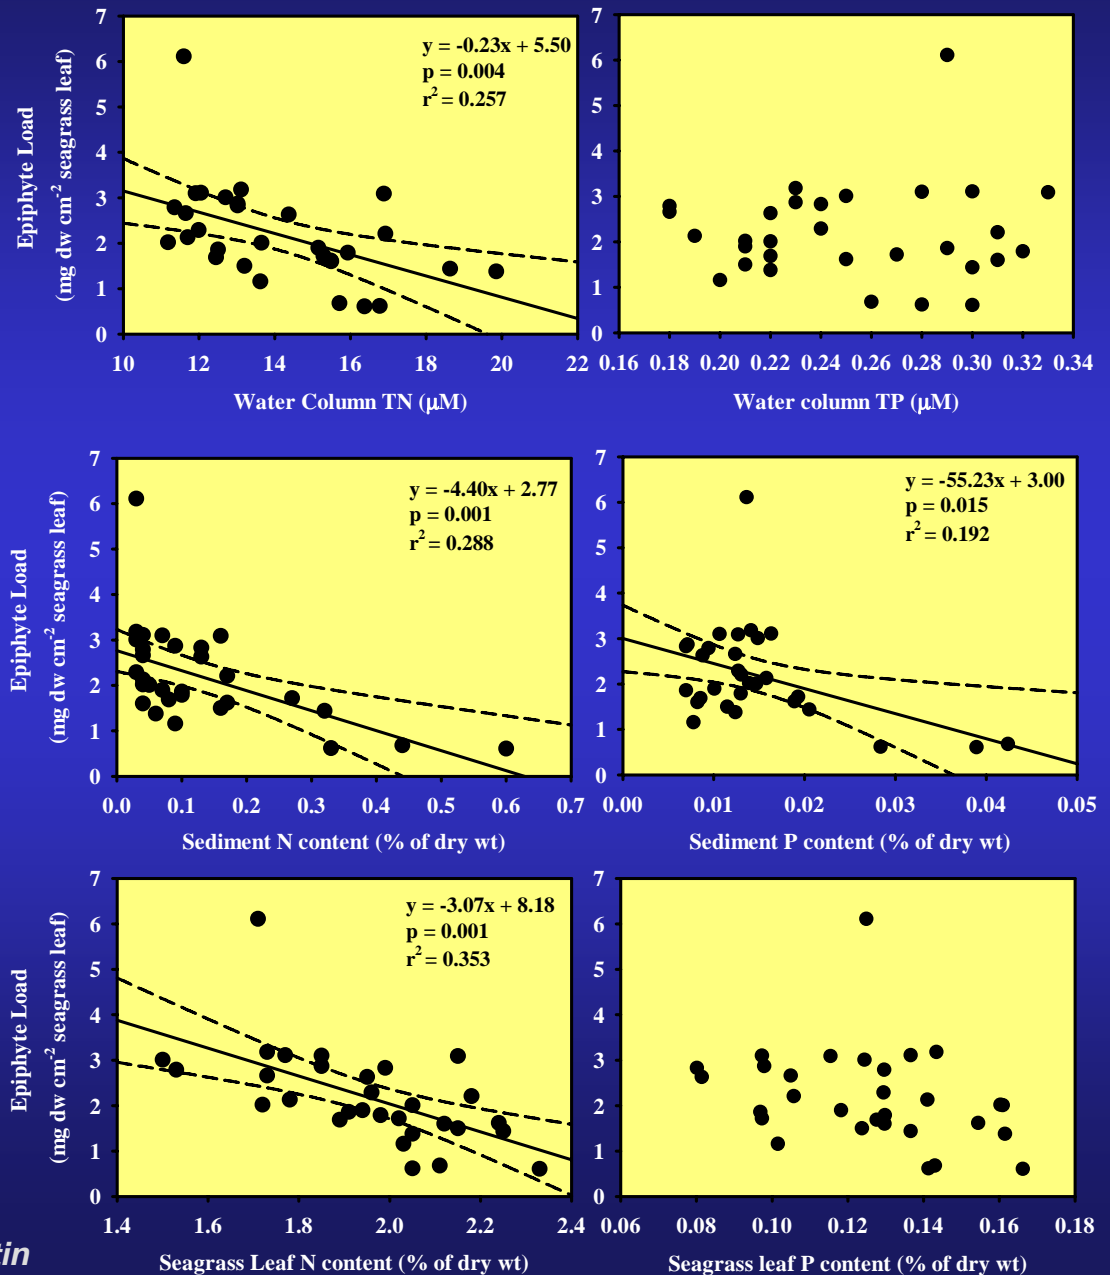 7
6
5
4
3
2
1
0
10 12 14 16 18 20 22
Epiphyte Load
(mg dw cm-2 seagrass leaf)
Water Column TN (μM)
y = -0.23x + 5.50
p = 0.004
r2 = 0.257
7
6
5
4
3
2
1
0
0.16 0.18 0.20 0.22 0.24 0.26 0.28 0.30 0.32 0.34
Water column TP (μM)
7
6
5
4
3
2
1
0
0.0 0.1 0.2 0.3 0.4 0.5 0.6 0.7
Epiphyte Load
(mg dw cm-2 seagrass leaf)
Sediment N content (% of dry wt)
y = -4.40x + 2.77
p = 0.001
r2 = 0.288
7
6
5
4
3
2
1
0
0.00 0.01 0.02 0.03 0.04 0.05
Sediment P content (% of dry wt)
y = -55.23x + 3.00
p = 0.015
r2 = 0.192
7
6
5
4
3
2
1
0
1.4 1.6 1.8 2.0 2.2 2.4
Epiphyte Load
(mg dw cm-2 seagrass leaf)
Seagrass Leaf N content (% of dry wt)
y = -3.07x + 8.18
p = 0.001
r2 = 0.353
7
6
5
4
3
2
1
0
0.06 0.08 0.10 0.12 0.14 0.16 0.18
Seagrass leaf P content (% of dry wt)